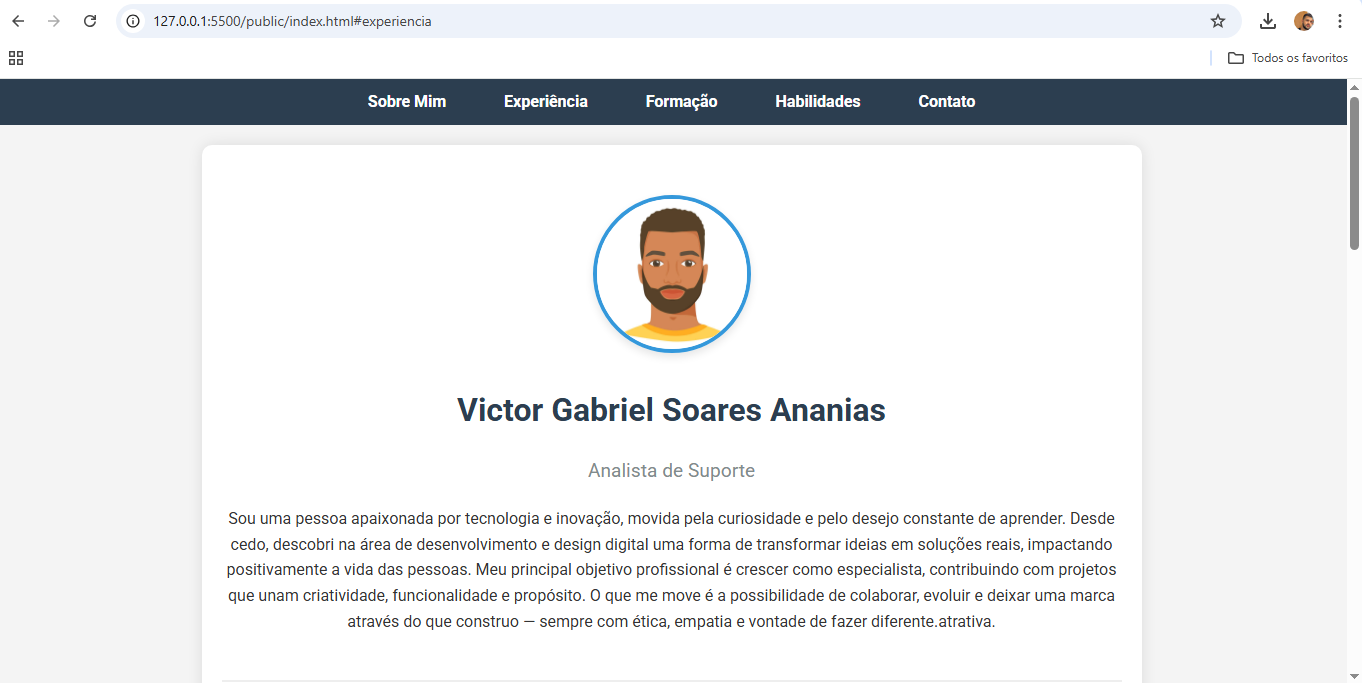 127.0.0.1:5500/public/index.html#experiencia
Todos os favoritos
Sobre Mim Experiência Formação Habilidades Contato
Victor Gabriel Soares Ananias
Analista de Suporte
Sou uma pessoa apaixonada por tecnologia e inovação, movida pela curiosidade e pelo desejo constante de aprender. Desde
cedo, descobri na área de desenvolvimento e design digital uma forma de transformar ideias em soluções reais, impactando
positivamente a vida das pessoas. Meu principal objetivo profissional é crescer como especialista, contribuindo com projetos
que unam criatividade, funcionalidade e propósito. O que me move é a possibilidade de colaborar, evoluir e deixar uma marca
através do que construo — sempre com ética, empatia e vontade de fazer diferente.atrativa.